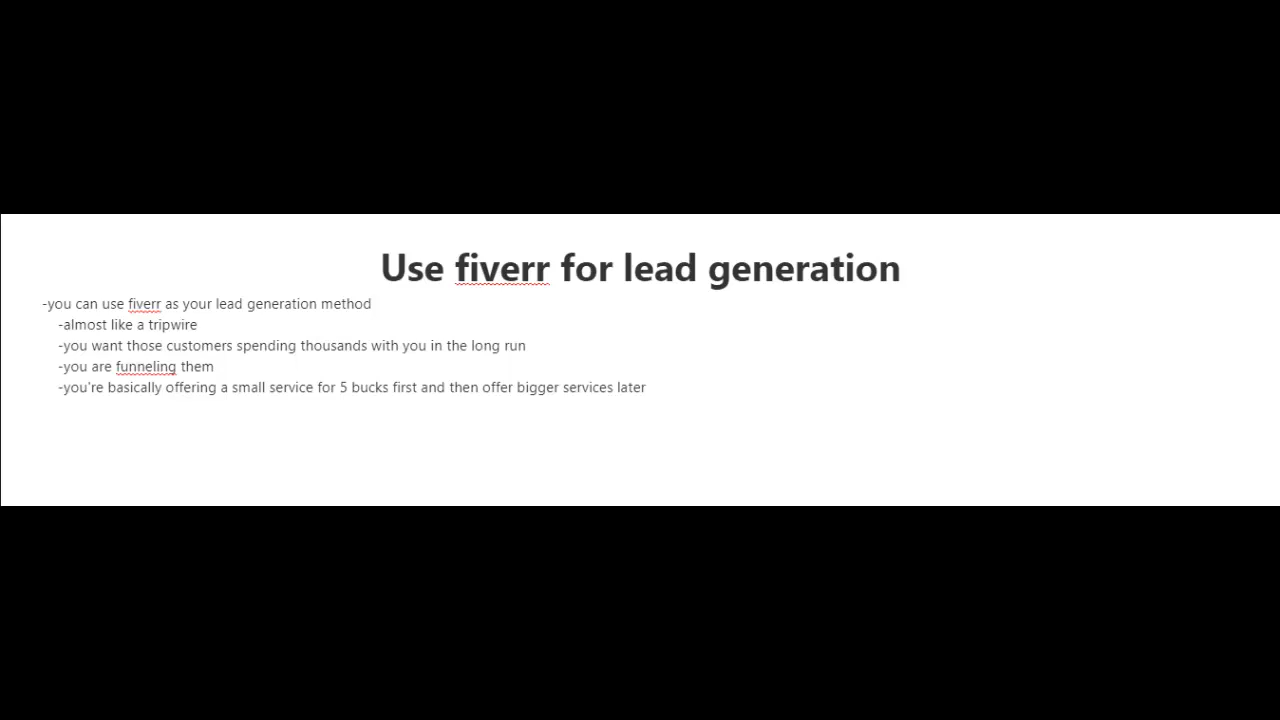 Use fiverr for lead generation
-you can use fiverr as your lead generation method
-almost like a tripwire
-you want those customers spending thousands with you in the long run
-you are funneling them
-you're basically offering a small service for 5 bucks first and then offer bigger services later